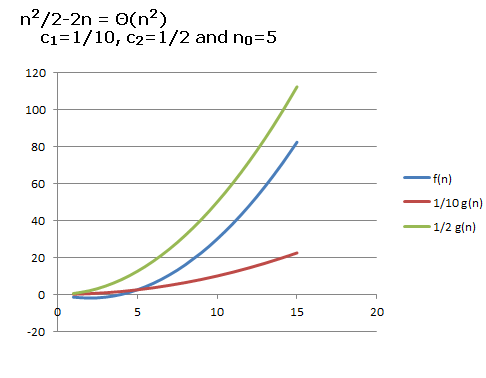 n²/2-2n = Θ(n²)
c₁=1/10, c₂=1/2 and n₀=5
120
100
80
60
40
20
0
-20
0 5 10 15 20
f(n)
1/10 g(n)
1/2 g(n)